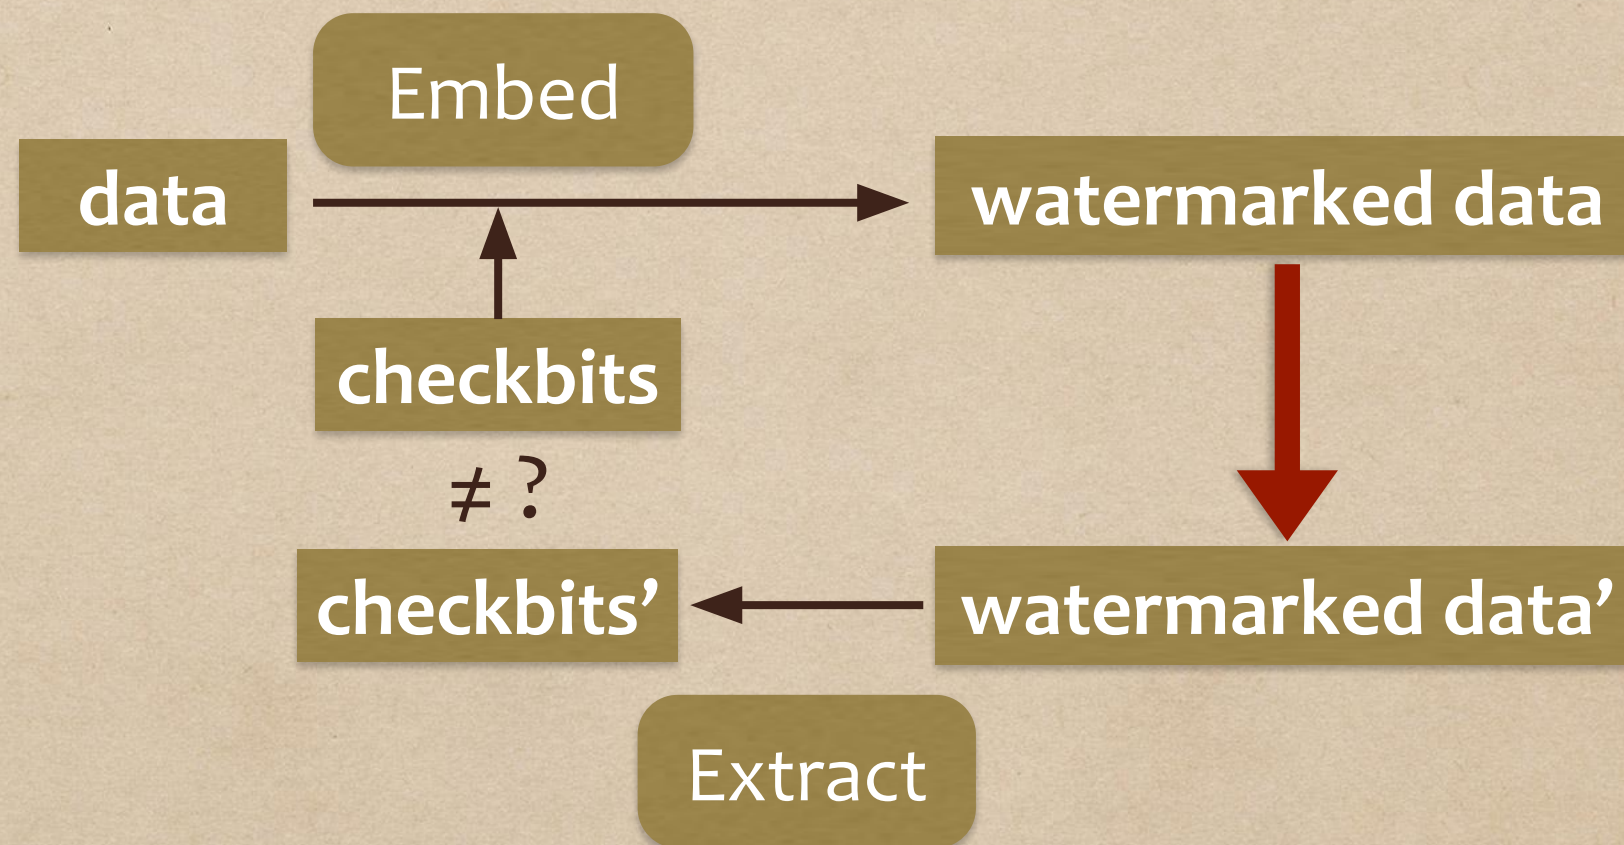 Embed
data
watermarked data
checkbits
≠ ?
checkbits’
watermarked data’
Extract